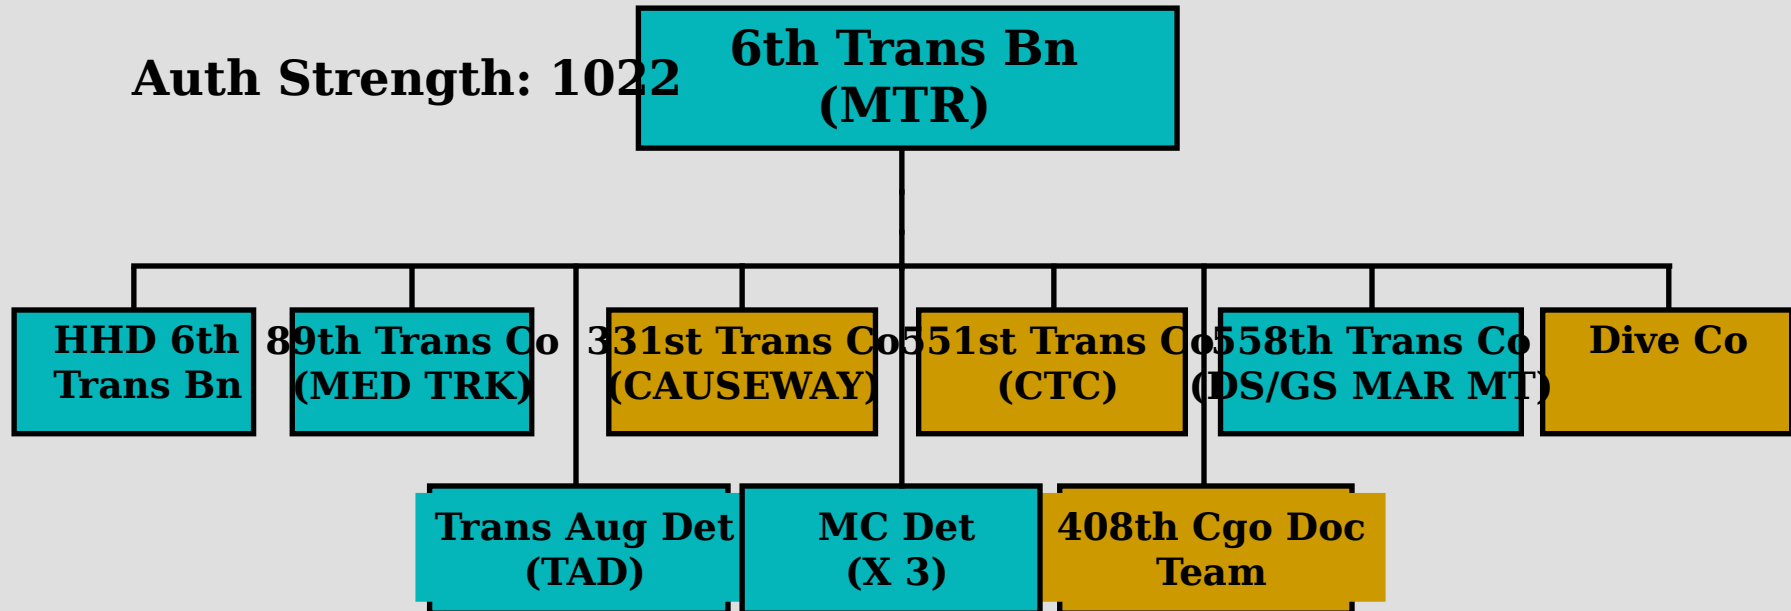 Auth Strength: 1022
6th Trans Bn
(MTR)
HHD 6th
Trans Bn
89th Trans Co
(MED TRK)
331st Trans Co
(CAUSEWAY)
551st Trans Co
(CTC)
558th Trans Co
(DS/GS MAR MT)
Dive Co
Trans Aug Det
(TAD)
MC Det
(X 3)
408th Cgo Doc
Team